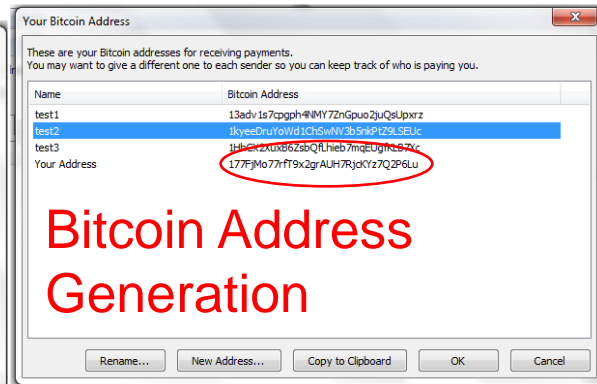 Your Bitcoin Address
These are your Bitcoin addresses for receiving payments.
You may want to give a different one to each sender so you can keep track of who is paying you.
Name Bitcoin Address
test1 13adv1s7cpgph4NMY7ZnGpuo2juQsUpxrz
test2 1kyeeDruYoWd1ChSwNV3b5nkPtZ9LSEUc
test3
Your Address 177FjMo77rfT9x2grAUH7RjcKYz7Q2P6Lu
Bitcoin Address
Generation
Rename... New Address... Copy to Clipboard OK Cancel